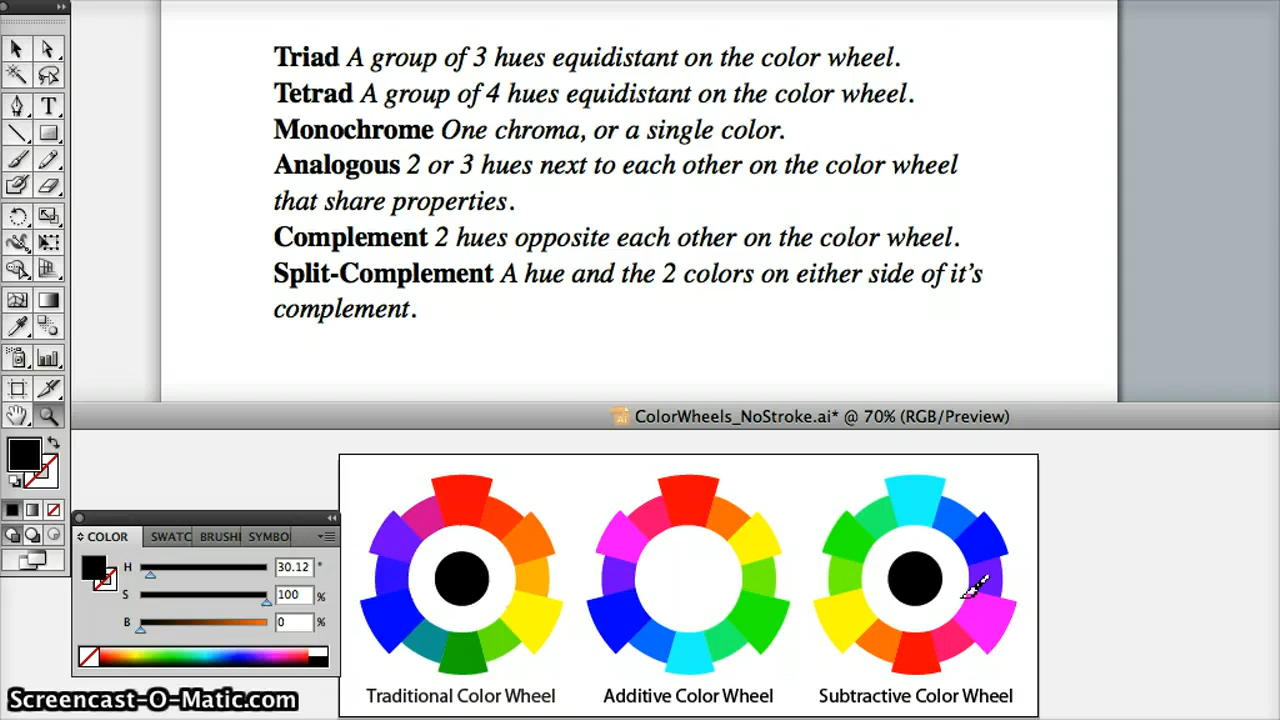 Triad A group of 3 hues equidistant on the color wheel.
Tetrad A group of 4 hues equidistant on the color wheel.
Monochrome One chroma, or a single color.
Analogous 2 or 3 hues next to each other on the color wheel
that share properties.
Complement 2 hues opposite each other on the color wheel.
Split-Complement A hue and the 2 colors on either side of it’s
complement.
Ai ColorWheels_NoStroke.ai* @ 70% (RGB/Preview)
COLOR SWATC BRUSHI SYMBO
H 30.12 °
S 100 %
B 0 %
Traditional Color Wheel Additive Color Wheel Subtractive Color Wheel
Screencast-O-Matic.com